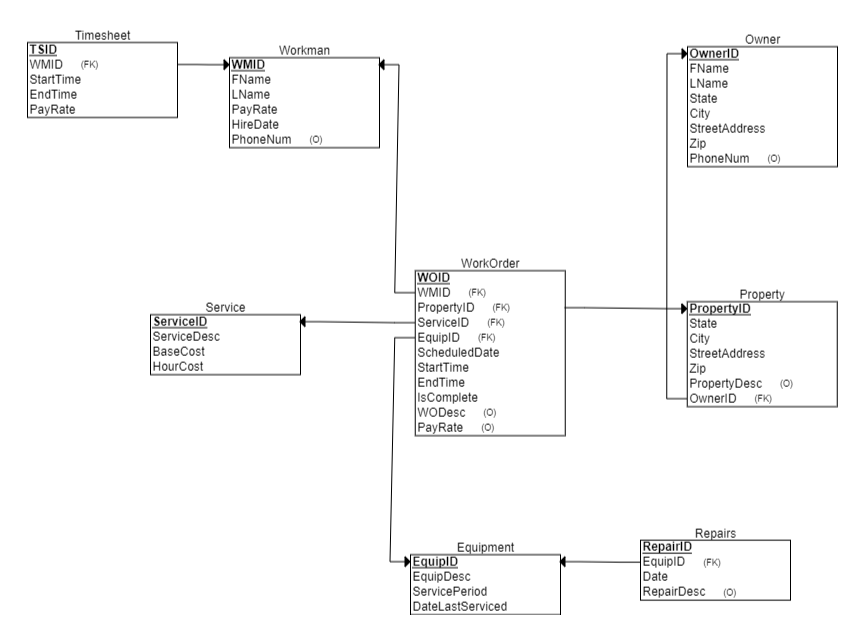 Timesheet
TSID
WMID (FK)
StartTime
EndTime
PayRate
Workman
WMID
FName
LName
PayRate
HireDate
PhoneNum (O)
Owner
OwnerID
FName
LName
State
City
StreetAddress
Zip
PhoneNum (O)
WorkOrder
WOID
WMID (FK)
PropertyID (FK)
ServiceID (FK)
EquipID (FK)
ScheduledDate
StartTime
EndTime
IsComplete
WODesc (O)
PayRate (O)
Service
ServiceID
ServiceDesc
BaseCost
HourCost
Property
PropertyID
State
City
StreetAddress
Zip
PropertyDesc (O)
OwnerID (FK)
Equipment
EquipID
EquipDesc
ServicePeriod
DateLastServiced
Repairs
RepairID
EquipID (FK)
Date
RepairDesc (O)